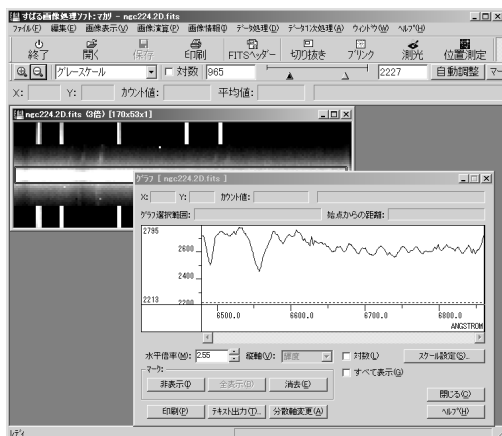 すばる画像処理ソフト:マカリ - ngc224.2D.fits
ファイル(F) 編集(E) 画像表示(V) 画像演算(P) 画像情報(I) データ処理(D) データ1次処理(A) ウィンドウ(W) ヘルプ(H)
終了 開く 保存 印刷 FITSヘッダー 切り抜き ブリンク 測光 位置測定
グレースケール 対数 965 2227 自動調整 マー
X: Y: カウント値: 平均値:
ngc224.2D.fits (3倍) [170x53x1]
グラフ [ ngc224.2D.fits ]
X: Y: カウント値:
グラフ選択範囲: 始点からの距離:
2795
2600
2400
2213 2200
6500.0 6600.0 6700.0 6800.0
ANGSTROM
水平倍率(M): 2.55 縦軸(V): 輝度 対数(L) スケール設定(S)...
マーク: すべて表示(G)
非表示(I) 全表示(B) 消去(E)
閉じる(C)
印刷(P) テキスト出力(T)... 分散軸変更(A) ヘルプ(H)
レディ